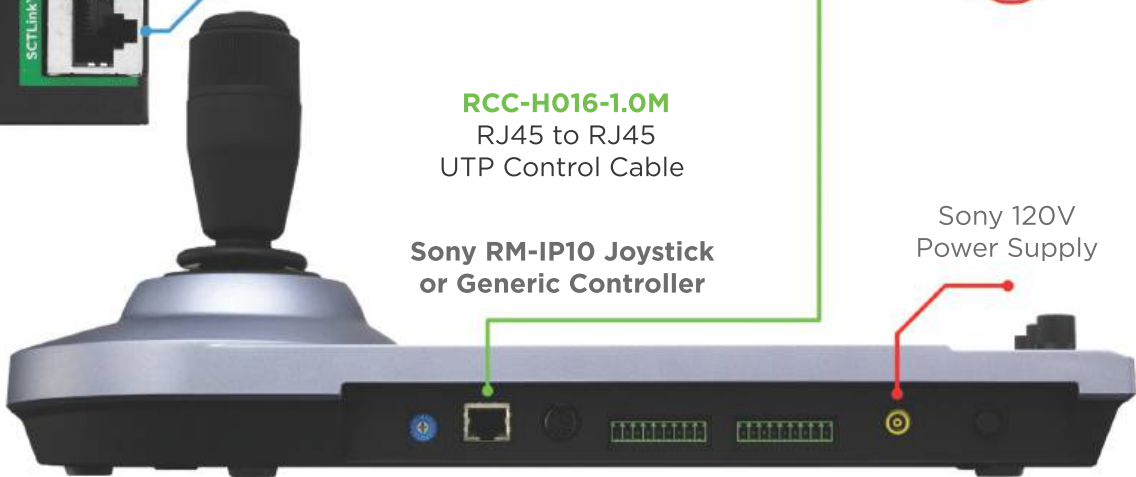 SCTLink
RCC-H016-1.0M
RJ45 to RJ45
UTP Control Cable
Sony 120V
Power Supply
Sony RM-IP10 Joystick
or Generic Controller